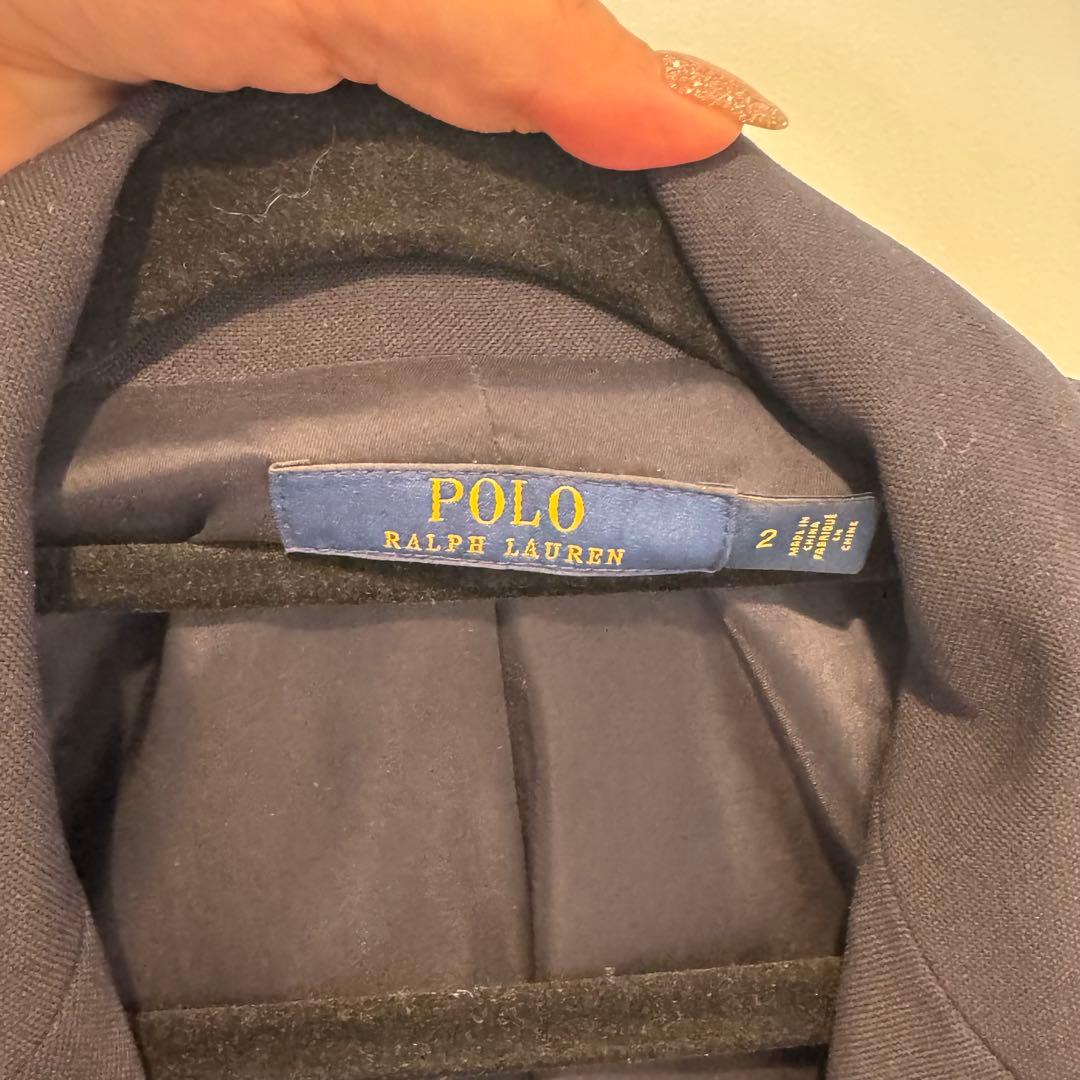 POLO
RALPH LAUREN
2
MADE IN
CHINA
FABRIQUÉ
EN
CHINE